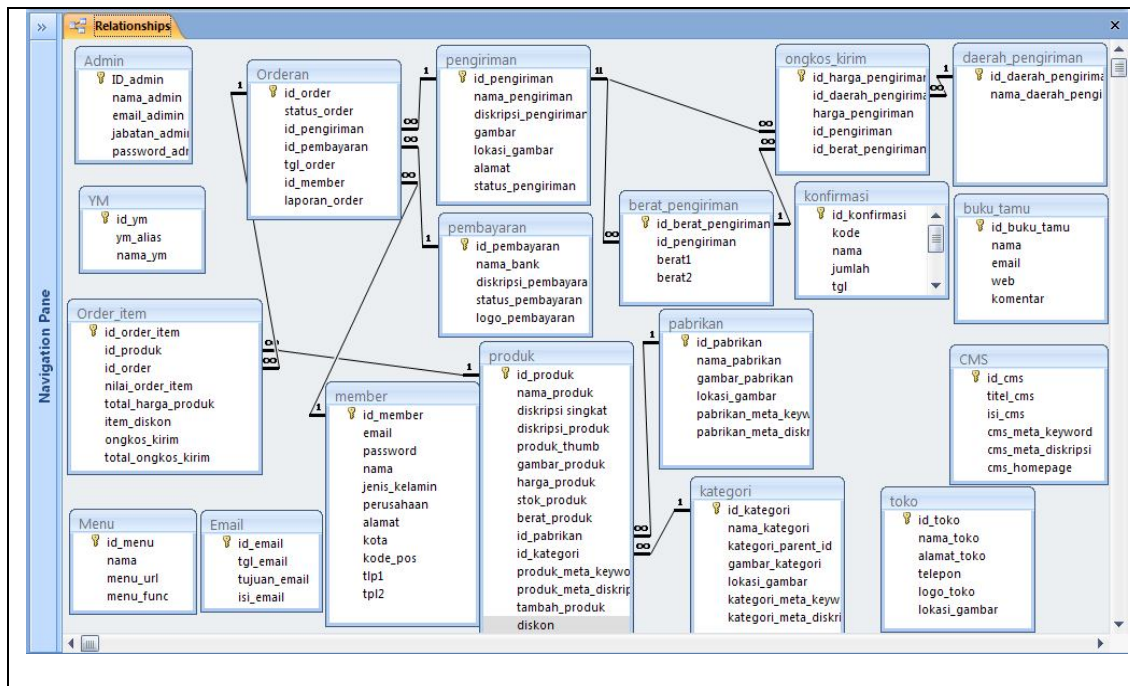 Relationships
Navigation Pane
Admin
ID_admin
nama_admin
email_adimin
jabatan_admi
password_adr
Orderan
id_order
status_order
id_pengiriman
id_pembayaran
tgl_order
id_member
laporan_order
pengiriman
id_pengiriman
nama_pengiriman
diskripsi_pengirimar
gambar
lokasi_gambar
alamat
status_pengiriman
ongkos_kirim
id_harga_pengirimar
id_daerah_pengirima
harga_pengiriman
id_pengiriman
id_berat_pengiriman
daerah_pengiriman
id_daerah_pengirima
nama_daerah_pengi
YM
id_ym
ym_alias
nama_ym
pembayaran
id_pembayaran
nama_bank
diskripsi_pembayara
status_pembayaran
logo_pembayaran
berat_pengiriman
id_berat_pengiriman
id_pengiriman
berat1
berat2
konfirmasi
id_konfirmasi
kode
nama
jumlah
tgl
buku_tamu
id_buku_tamu
nama
email
web
komentar
Order_item
id_order_item
id_produk
id_order
nilai_order_item
total_harga_produk
item_diskon
ongkos_kirim
total_ongkos_kirim
member
id_member
email
password
nama
jenis_kelamin
perusahaan
alamat
kota
kode_pos
tlp1
tpl2
produk
id_produk
nama_produk
diskripsi singkat
diskripsi_produk
produk_thumb
gambar_produk
harga_produk
stok_produk
berat_produk
id_pabrikan
id_kategori
produk_meta_keywo
produk_meta_diskrip
tambah_produk
diskon
pabrikan
id_pabrikan
nama_pabrikan
gambar_pabrikan
lokasi_gambar
pabrikan_meta_keyw
pabrikan_meta_diskr
CMS
id_cms
titel_cms
isi_cms
cms_meta_keyword
cms_meta_diskripsi
cms_homepage
Menu
id_menu
nama
menu_url
menu_func
Email
id_email
tgl_email
tujuan_email
isi_email
kategori
id_kategori
nama_kategori
kategori_parent_id
gambar_kategori
lokasi_gambar
kategori_meta_keyw
kategori_meta_diskri
toko
id_toko
nama_toko
alamat_toko
telepon
logo_toko
lokasi_gambar